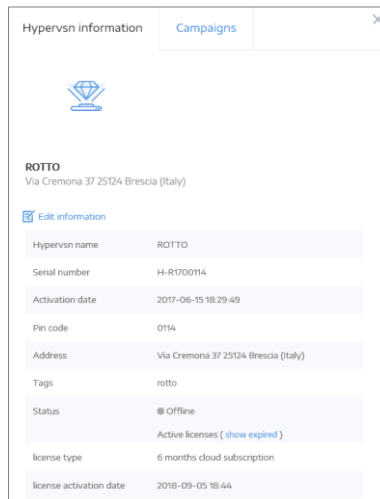 Hypervsn information Campaigns
ROTTO
Via Cremona 37 25124 Brescia (Italy)
Edit information
Hypervsn name ROTTO
Serial number H-R1700114
Activation date 2017-06-15 18:29:49
Pin code 0114
Address Via Cremona 37 25124 Brescia (Italy)
Tags rotto
Status Offline
Active licenses ( show expired )
license type 6 months cloud subscription
license activation date 2018-09-05 18:44